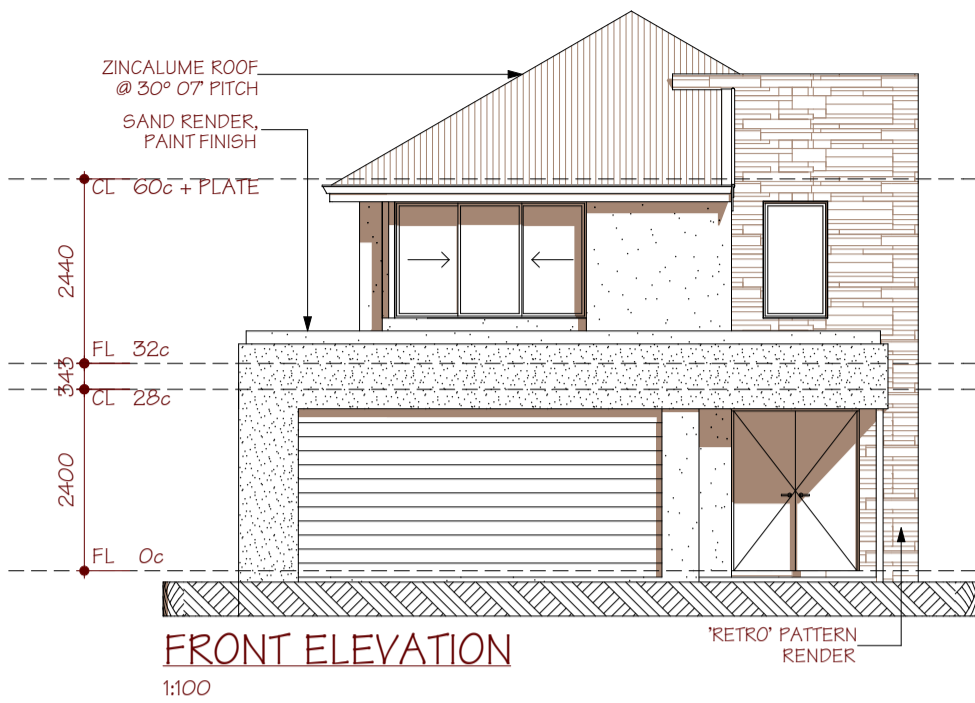 ZINCALUME ROOF
@ 30° 07' PITCH
SAND RENDER,
PAINT FINISH
CL 60c + PLATE
2440
FL 32c
343
CL 28c
2400
FL 0c
'RETRO' PATTERN
RENDER
FRONT ELEVATION
1:100